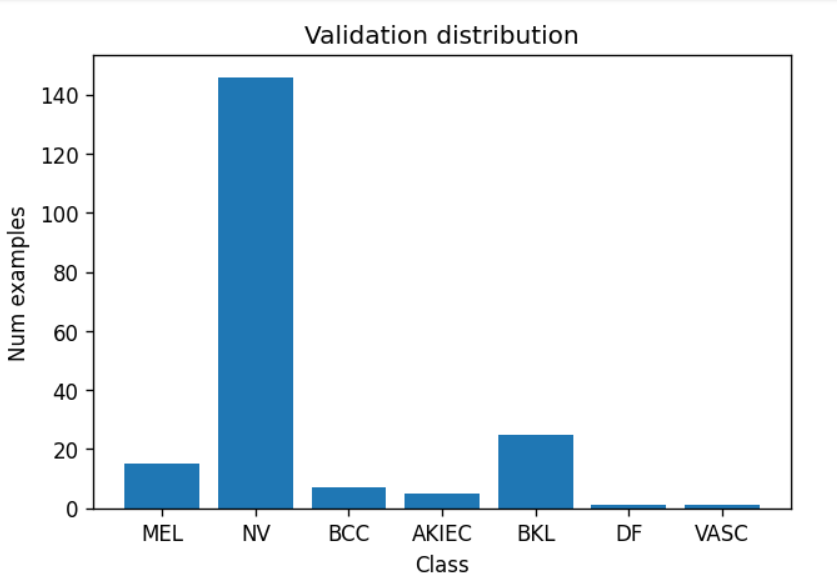 Validation distribution
140
120
100
80
60
40
20
0
Num examples
MEL NV BCC AKIEC BKL DF VASC
Class